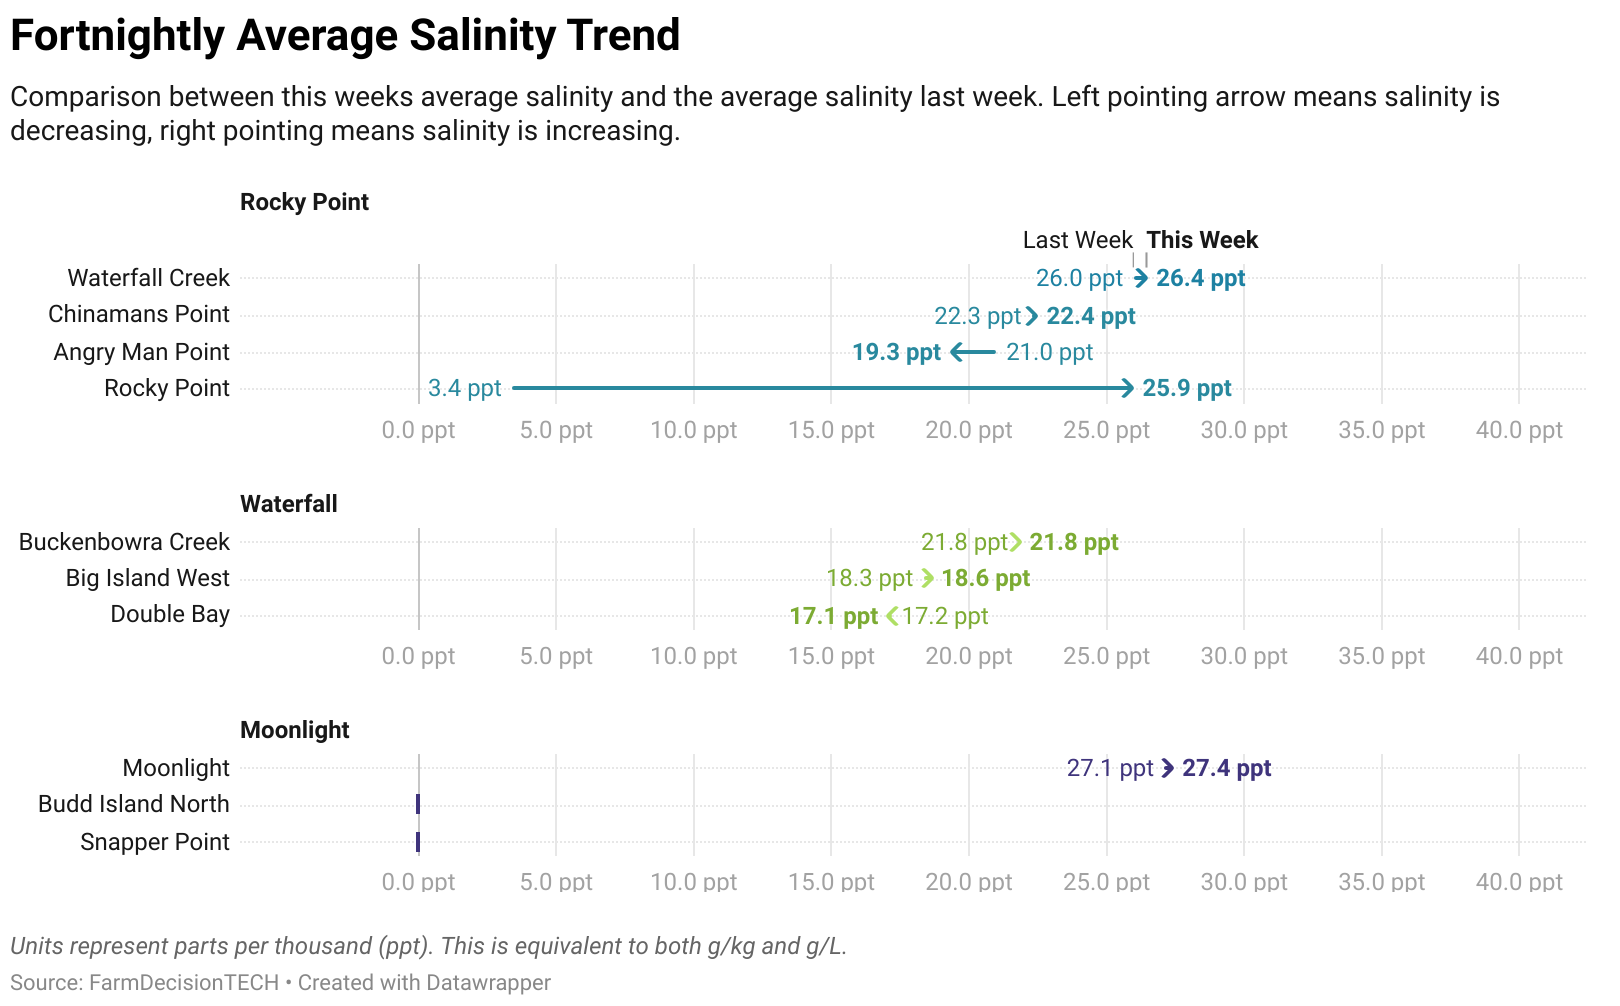 Fortnightly Average Salinity Trend
Comparison between this weeks average salinity and the average salinity last week. Left pointing arrow means salinity is
decreasing, right pointing means salinity is increasing.
Rocky Point
Last Week This Week
Waterfall Creek 26.0 ppt 26.4 ppt
Chinamans Point 22.3 ppt 22.4 ppt
Angry Man Point 19.3 ppt 21.0 ppt
Rocky Point 3.4 ppt 25.9 ppt
0.0 ppt 5.0 ppt 10.0 ppt 15.0 ppt 20.0 ppt 25.0 ppt 30.0 ppt 35.0 ppt 40.0 ppt
Waterfall
Buckenbowra Creek 21.8 ppt 21.8 ppt
Big Island West 18.3 ppt 18.6 ppt
Double Bay 17.1 ppt 17.2 ppt
0.0 ppt 5.0 ppt 10.0 ppt 15.0 ppt 20.0 ppt 25.0 ppt 30.0 ppt 35.0 ppt 40.0 ppt
Moonlight
Moonlight 27.1 ppt 27.4 ppt
Budd Island North
Snapper Point
0.0 ppt 5.0 ppt 10.0 ppt 15.0 ppt 20.0 ppt 25.0 ppt 30.0 ppt 35.0 ppt 40.0 ppt
Units represent parts per thousand (ppt). This is equivalent to both g/kg and g/L.
Source: FarmDecisionTECH • Created with Datawrapper